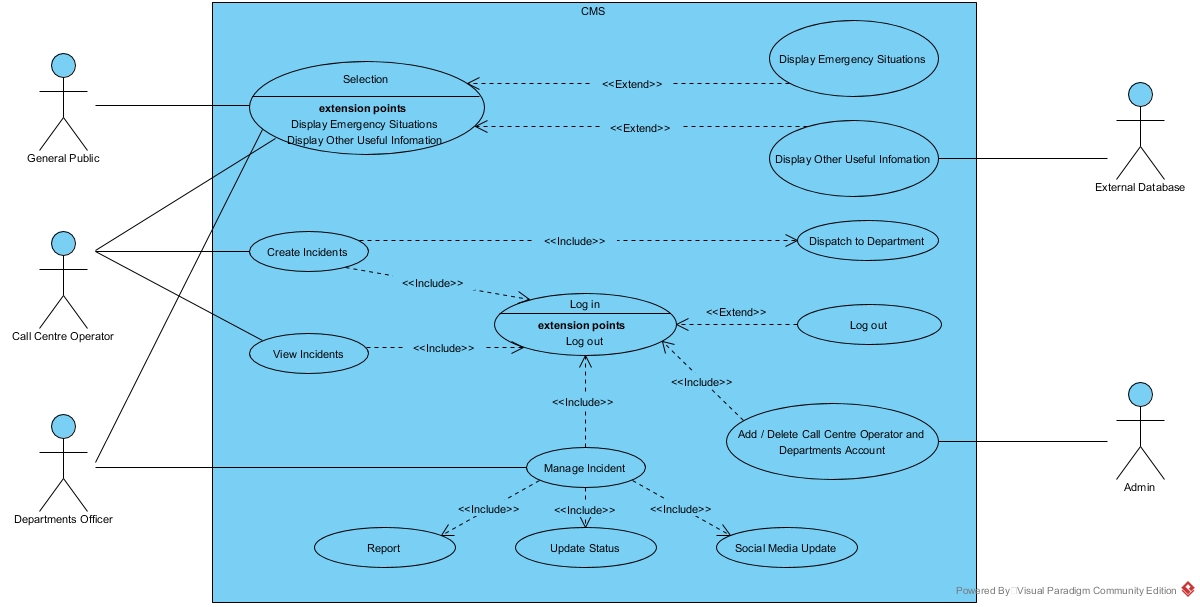 CMS
Selection
extension points
Display Emergency Situations
Display Other Useful Infomation
Display Emergency Situations
<<Extend>>
<<Extend>>
Display Other Useful Infomation
General Public
External Database
Create Incidents
<<Include>>
Dispatch to Department
<<Include>>
Log in
extension points
Log out
<<Extend>>
Log out
Call Centre Operator
View Incidents
<<Include>>
<<Include>>
<<Include>>
Add / Delete Call Centre Operator and
Departments Account
Manage Incident
Admin
Departments Officer
<<Include>>
<<Include>>
<<Include>>
Report
Update Status
Social Media Update
Powered By Visual Paradigm Community Edition